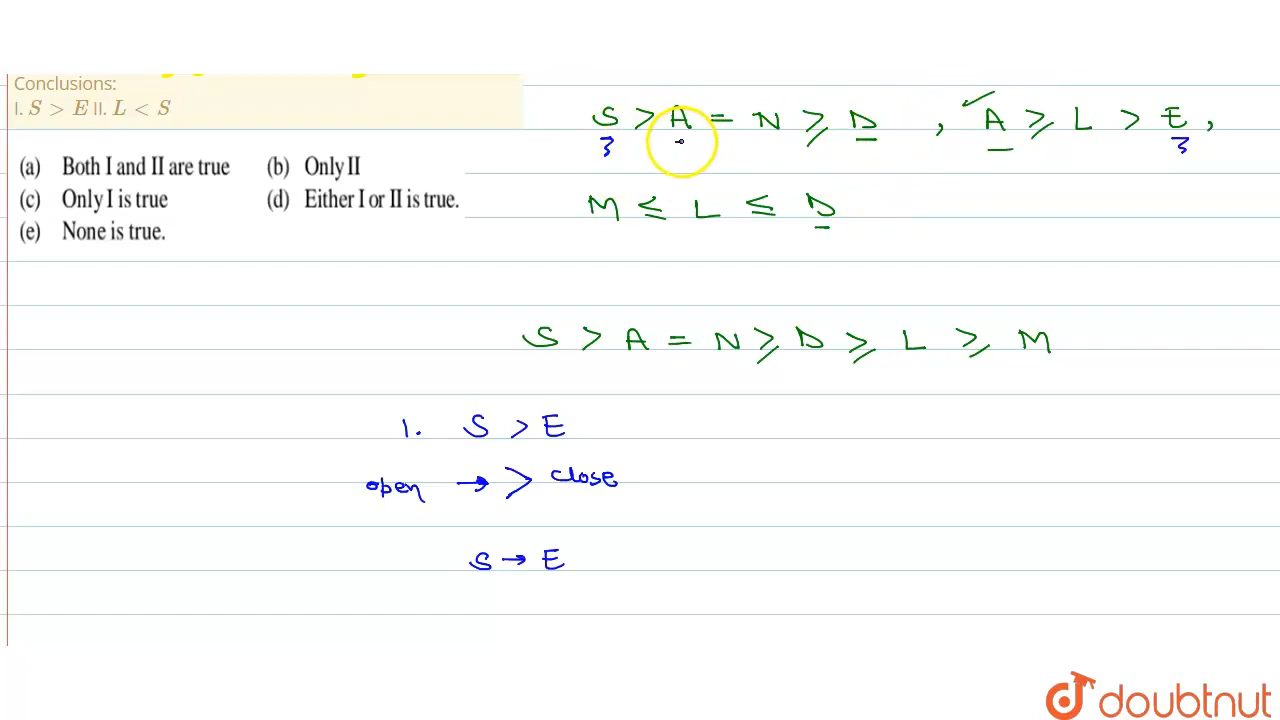 Conclusions:
I. S > E II. L < S
(a) Both I and II are true (b) Only II
(c) Only I is true (d) Either I or II is true.
(e) None is true.
S > A = N ≥ D , A ≥ L > E ,
M ≤ L ≤ D
S > A = N ≥ D ≥ L ≥ M
1. S > E
open → > close
S → E
doubtnut